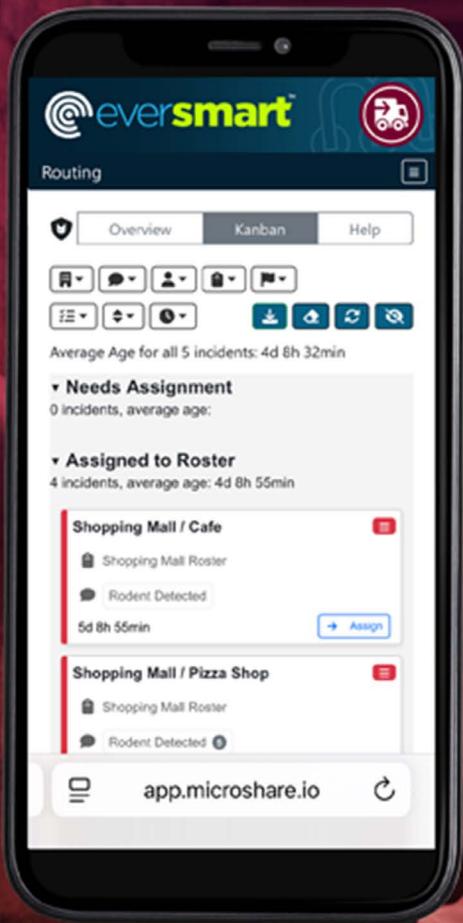 eversmart™
Routing
Overview Kanban Help
Average Age for all 5 incidents: 4d 8h 32min
Needs Assignment
0 incidents, average age:
Assigned to Roster
4 incidents, average age: 4d 8h 55min
Shopping Mall / Cafe
Shopping Mall Roster
Rodent Detected
5d 8h 55min
Assign
Shopping Mall / Pizza Shop
Shopping Mall Roster
Rodent Detected
app.microshare.io